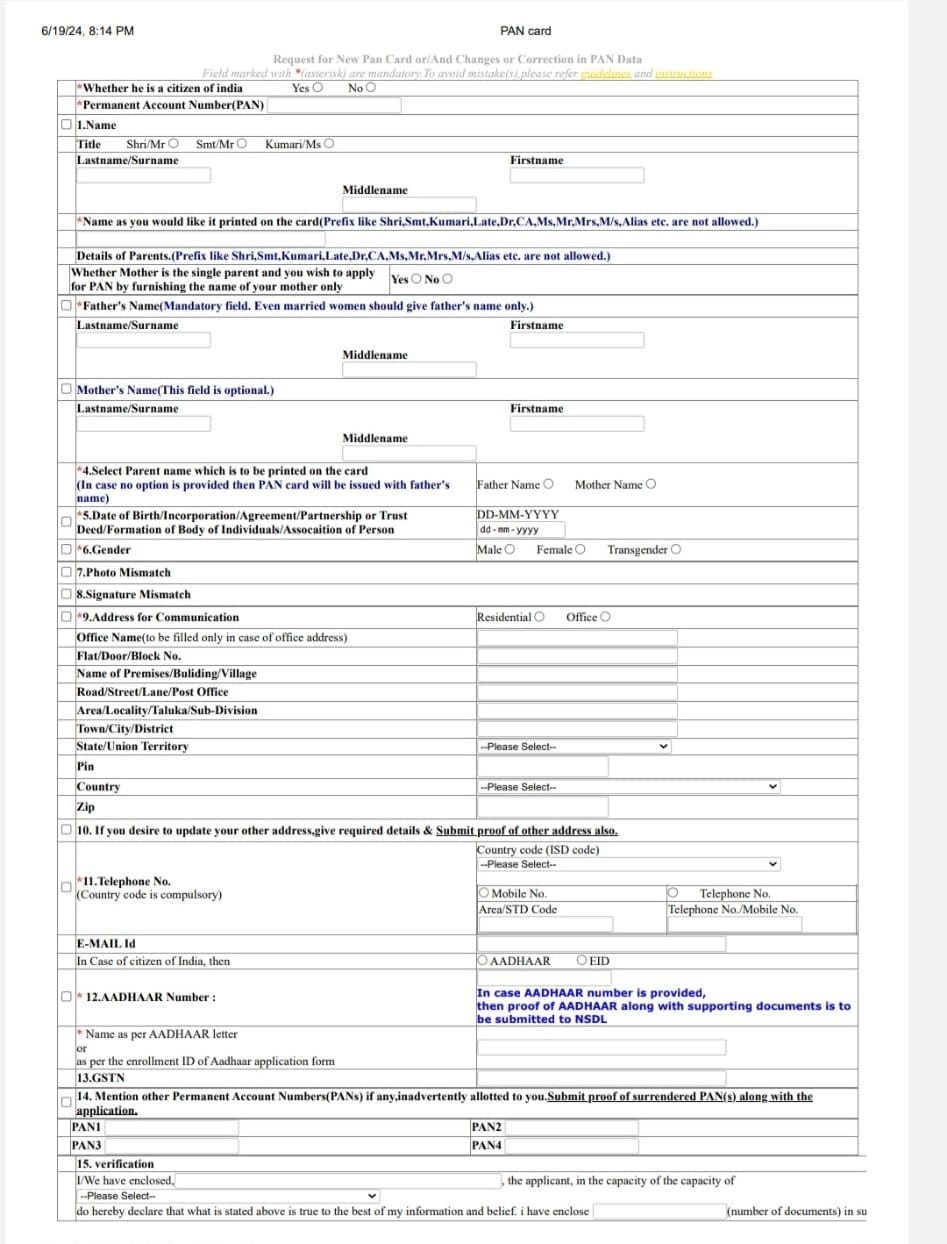 6/19/24, 8:14 PM PAN card
Request for New Pan Card or/And Changes or Correction in PAN Data
Field marked with *(asterisk) are mandatory.To avoid mistake(s),please refer guidelines and instructions
*Whether he is a citizen of india Yes No
*Permanent Account Number(PAN)
1.Name
Title Shri/Mr Smt/Mr Kumari/Ms
Lastname/Surname Firstname
Middlename
*Name as you would like it printed on the card(Prefix like Shri,Smt,Kumari,Late,Dr,CA,Ms,Mr,Mrs,M/s,Alias etc. are not allowed.)
Details of Parents.(Prefix like Shri,Smt,Kumari,Late,Dr,CA,Ms,Mr,Mrs,M/s,Alias etc. are not allowed.)
Whether Mother is the single parent and you wish to apply
for PAN by furnishing the name of your mother only Yes No
*Father's Name(Mandatory field. Even married women should give father's name only.)
Lastname/Surname Firstname
Middlename
Mother's Name(This field is optional.)
Lastname/Surname Firstname
Middlename
*4.Select Parent name which is to be printed on the card
(In case no option is provided then PAN card will be issued with father's Father Name Mother Name
name)
*5.Date of Birth/Incorporation/Agreement/Partnership or Trust DD-MM-YYYY
Deed/Formation of Body of Individuals/Assocaition of Person dd-mm-yyyy
*6.Gender Male Female Transgender
7.Photo Mismatch
8.Signature Mismatch
*9.Address for Communication Residential Office
Office Name(to be filled only in case of office address)
Flat/Door/Block No.
Name of Premises/Buliding/Village
Road/Street/Lane/Post Office
Area/Locality/Taluka/Sub-Division
Town/City/District
State/Union Territory --Please Select--
Pin
Country --Please Select--
Zip
10. If you desire to update your other address,give required details & Submit proof of other address also.
Country code (ISD code)
--Please Select--
*11.Telephone No.
(Country code is compulsory) Mobile No. Telephone No.
Area/STD Code Telephone No./Mobile No.
E-MAIL Id
In Case of citizen of India, then AADHAAR EID
* 12.AADHAAR Number :
In case AADHAAR number is provided,
then proof of AADHAAR along with supporting documents is to
be submitted to NSDL
* Name as per AADHAAR letter
or
as per the enrollment ID of Aadhaar application form
13.GSTN
14. Mention other Permanent Account Numbers(PANs) if any,inadvertently allotted to you.Submit proof of surrendered PAN(s) along with the
application.
PAN1 PAN2
PAN3 PAN4
15. verification
I/We have enclosed, , the applicant, in the capacity of the capacity of
--Please Select--
do hereby declare that what is stated above is true to the best of my information and belief. i have enclose (number of documents) in su